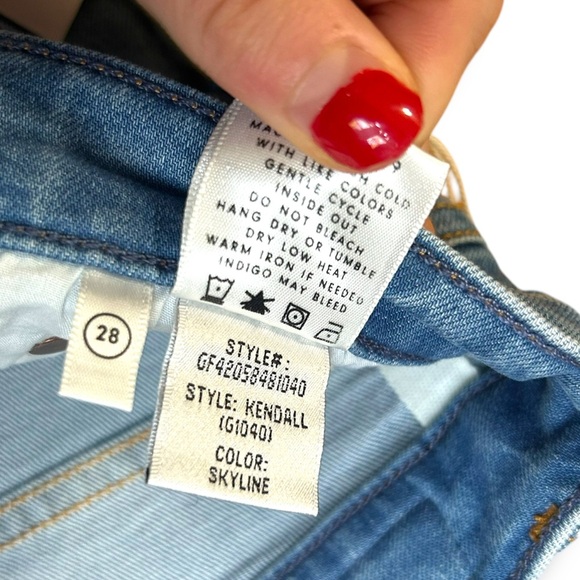 WITH LIKE COLORS
GENTLE CYCLE
INSIDE OUT
DO NOT BLEACH
HANG DRY OR TUMBLE
DRY LOW HEAT
WARM IRON IF NEEDED
INDIGO MAY BLEED
28
STYLE#:
GF42058481040
STYLE: KENDALL
(G1040)
COLOR:
SKYLINE